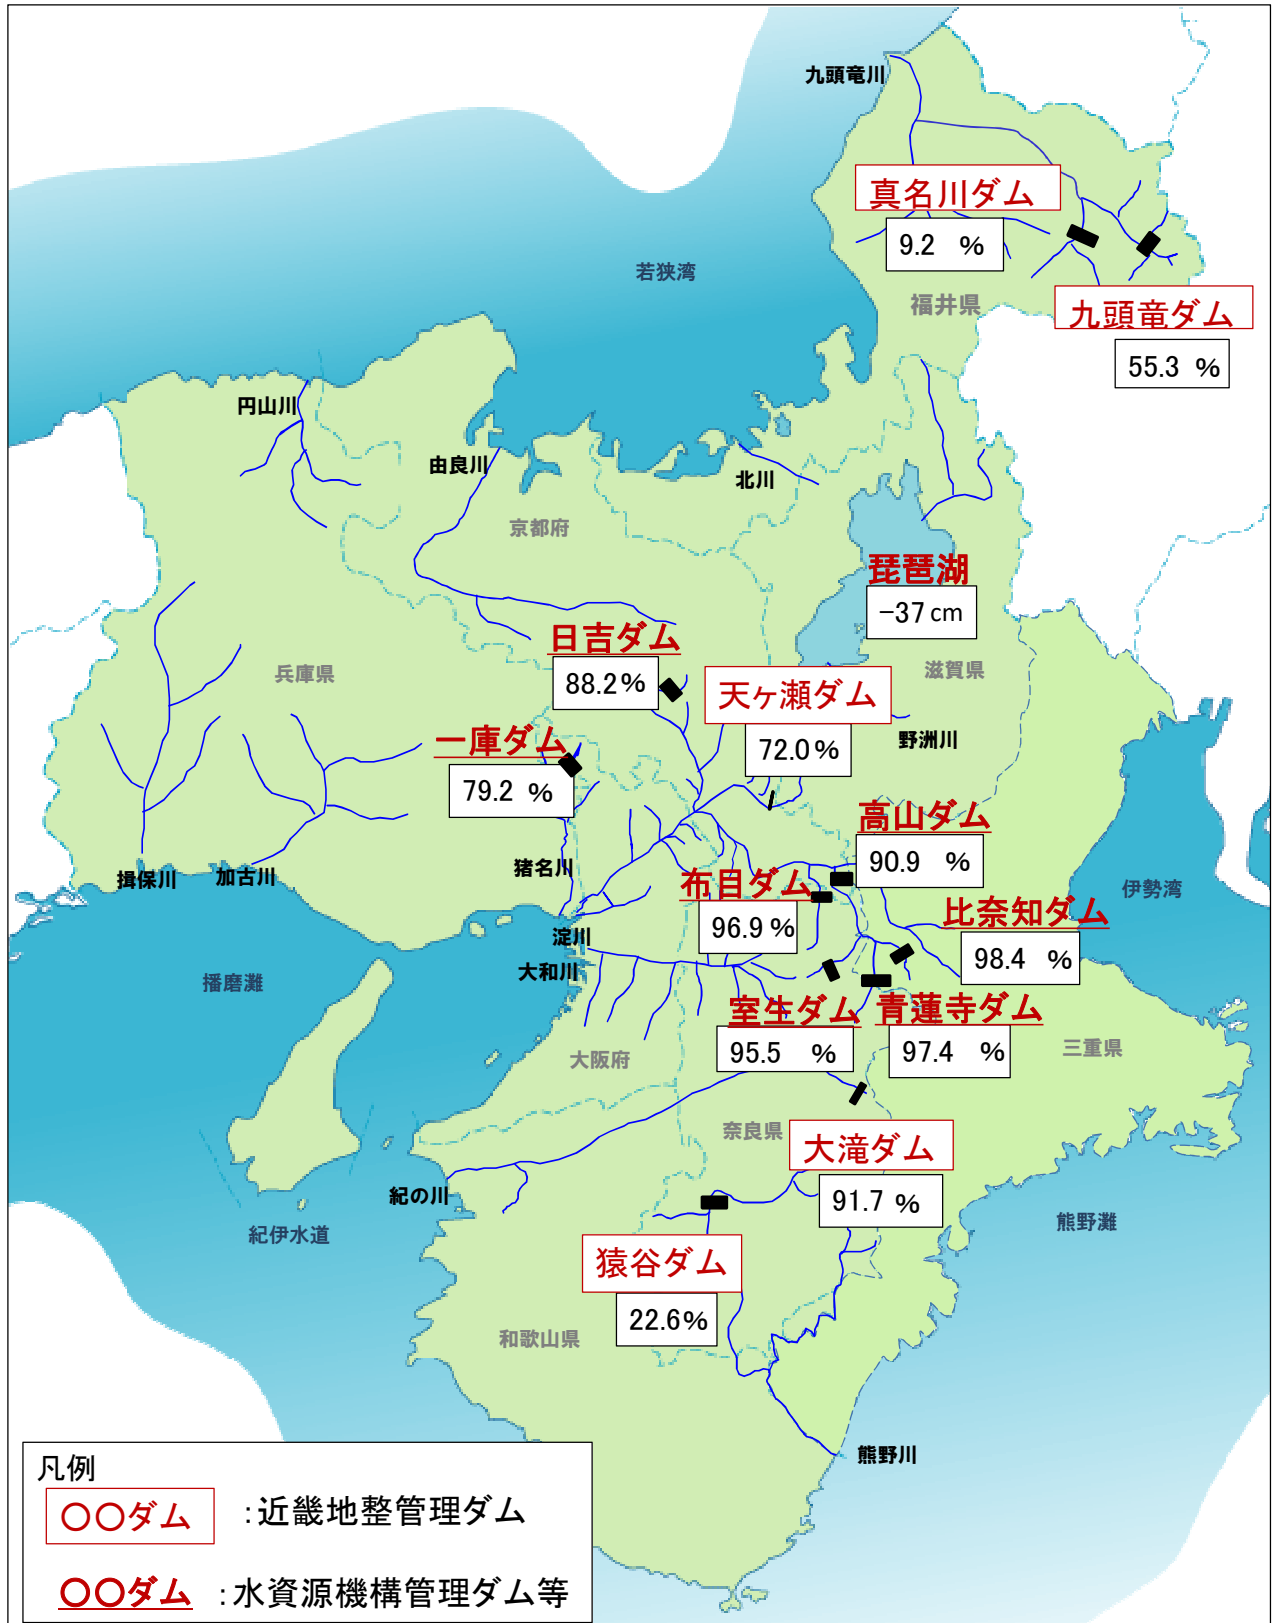 九頭竜川
真名川ダム
9.2 %
若狭湾
福井県
九頭竜ダム
55.3 %
円山川
由良川
北川
京都府
琵琶湖
-37 cm
日吉ダム
88.2%
兵庫県
滋賀県
天ヶ瀬ダム
72.0%
野洲川
一庫ダム
79.2 %
高山ダム
90.9 %
猪名川
揖保川
加古川
布目ダム
96.9 %
伊勢湾
比奈知ダム
98.4 %
淀川
大和川
播磨灘
室生ダム
95.5 %
青蓮寺ダム
97.4 %
三重県
大阪府
奈良県
大滝ダム
91.7 %
紀の川
紀伊水道
熊野灘
猿谷ダム
22.6%
和歌山県
熊野川
凡例
〇〇ダム :近畿地整管理ダム
〇〇ダム :水資源機構管理ダム等